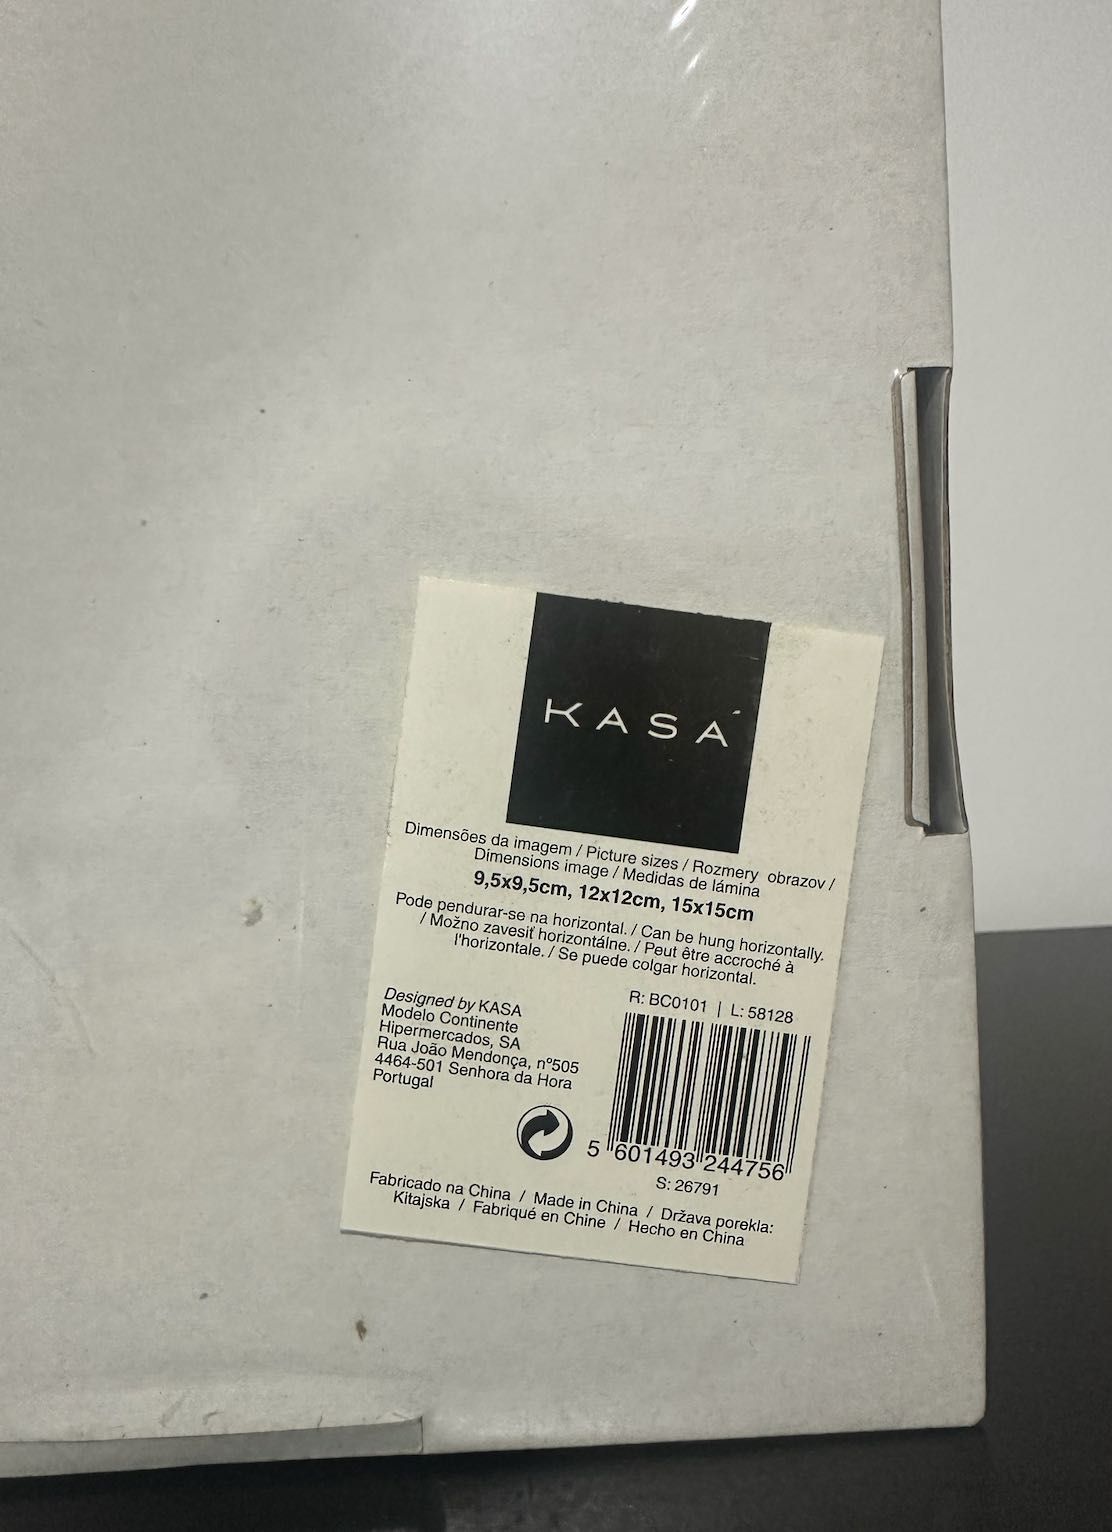 KASA´
Dimensões da imagem / Picture sizes / Rozmery obrazov /
Dimensions image / Medidas de lámina
9,5x9,5cm, 12x12cm, 15x15cm
Pode pendurar-se na horizontal. / Can be hung horizontally.
/ Možno zavesiť horizontálne. / Peut être accroché à
l'horizontale. / Se puede colgar horizontal.
Designed by KASA
Modelo Continente
Hipermercados, SA
Rua João Mendonça, nº505
4464-501 Senhora da Hora
Portugal
R: BC0101 | L: 58128
5 601493 244756
S: 26791
Fabricado na China / Made in China / Država porekla:
Kitajska / Fabriqué en Chine / Hecho en China